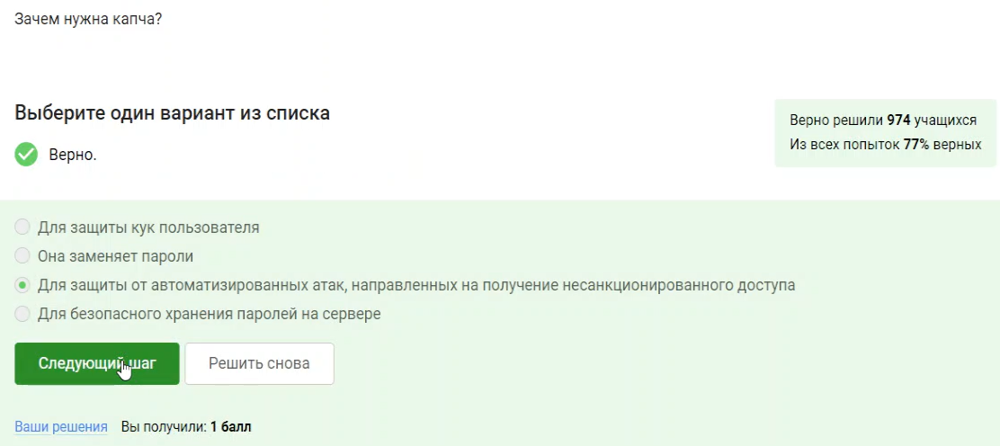 Зачем нужна капча?
Выберите один вариант из списка
Верно решили 974 учащихся
Из всех попыток 77% верных
Верно.
Для защиты кук пользователя
Она заменяет пароли
Для защиты от автоматизированных атак, направленных на получение несанкционированного доступа
Для безопасного хранения паролей на сервере
Следующий шаг
Решить снова
Ваши решения Вы получили: 1 балл